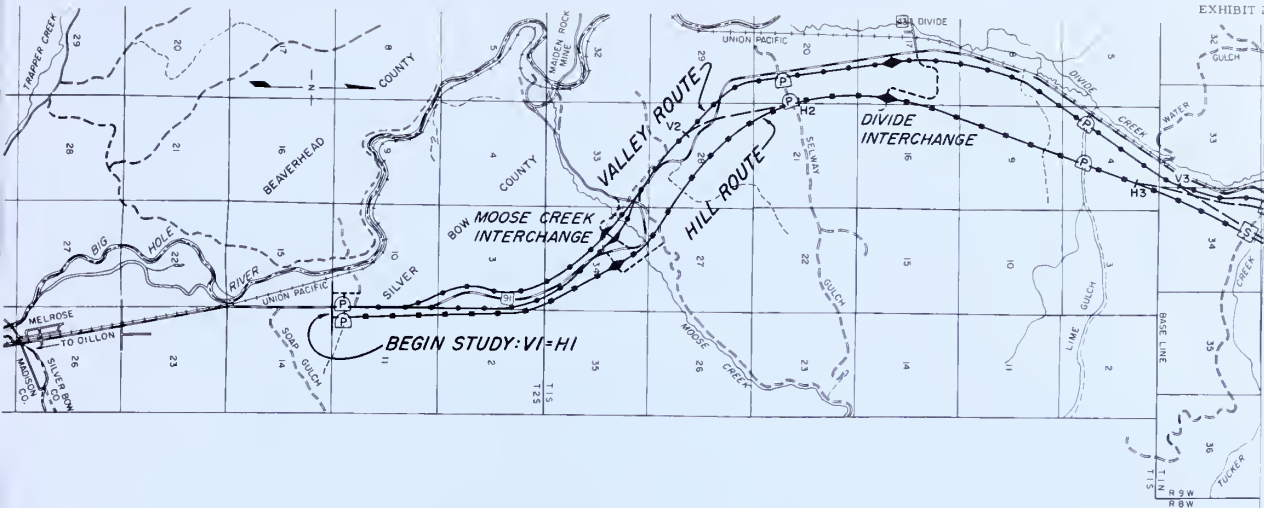 EXHIBIT
TRAPPER CREEK
29
20
17
8
COUNTY
N
5
MAIDEN ROCK
MINE
32
29
UNION PACIFIC
20
43
DIVIDE
17
8
5
DIVIDE
CREEK
32
GULCH
WATER
33
28
21
16
9
BEAVERHEAD
4
COUNTY
33
VALLEY ROUTE
V2
28
P
P
H2
SELWAY
21
HILL ROUTE
DIVIDE
INTERCHANGE
16
9
P
4
P
H3
V3
S
34
CREEK
BOW
MOOSE CREEK
INTERCHANGE
27
BIG
HOLE
22
RIVER
15
10
SILVER
3
34
27
22
GULCH
15
10
3
LIME GULCH
UNION PACIFIC
91
P
P
MELROSE
TO DILLON
BEGIN STUDY: V1=H1
SOAP
GULCH
MOOSE
CREEK
MADISON
CO.
SILVER BOW
CO.
26
23
14
11
2
T2S
T1S
35
26
23
14
11
2
BASE LINE
35
36
TUCKER
T1S
T1N
R9W
R8W